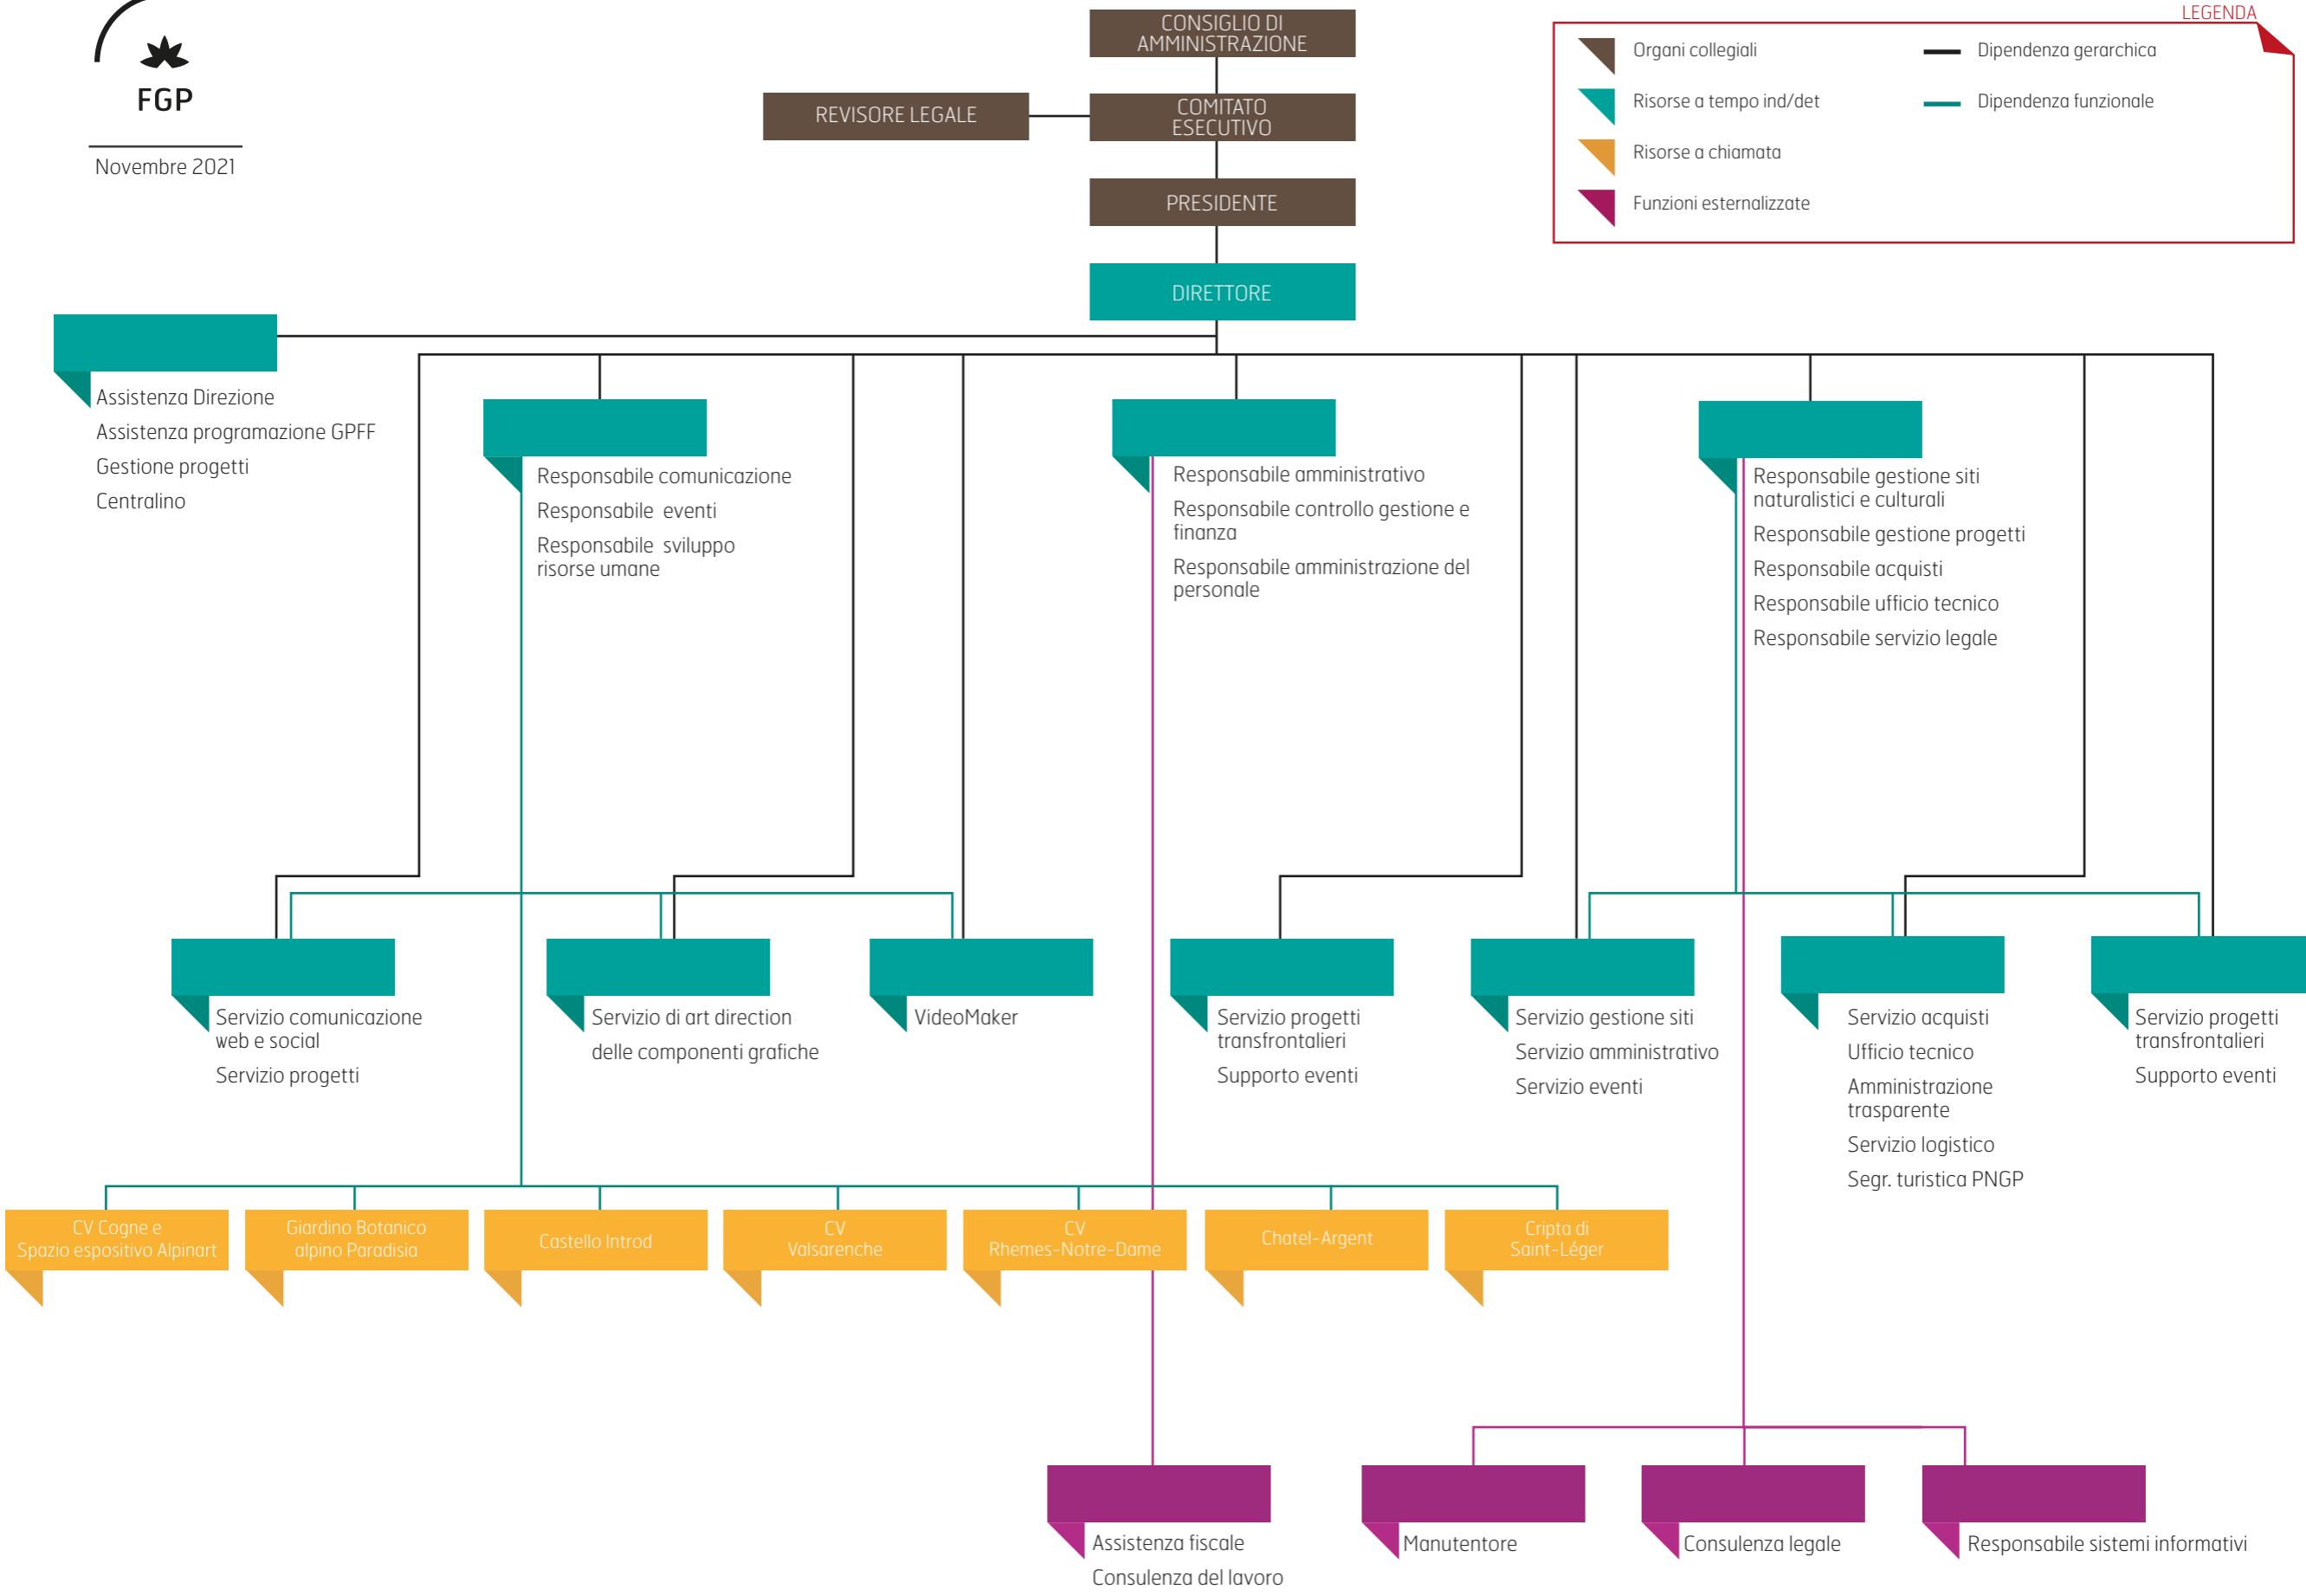 FGP
Novembre 2021
CONSIGLIO DI
AMMINISTRAZIONE
REVISORE LEGALE
COMITATO
ESECUTIVO
PRESIDENTE
DIRETTORE
LEGENDA
Organi collegiali
Dipendenza gerarchica
Risorse a tempo ind/det
Dipendenza funzionale
Risorse a chiamata
Funzioni esternalizzate
Assistenza Direzione
Assistenza programazione GPFF
Gestione progetti
Centralino
Responsabile comunicazione
Responsabile eventi
Responsabile sviluppo
risorse umane
Responsabile amministrativo
Responsabile controllo gestione e
finanza
Responsabile amministrazione del
personale
Responsabile gestione siti
naturalistici e culturali
Responsabile gestione progetti
Responsabile acquisti
Responsabile ufficio tecnico
Responsabile servizio legale
Servizio comunicazione
web e social
Servizio progetti
Servizio di art direction
delle componenti grafiche
VideoMaker
Servizio progetti
transfrontalieri
Supporto eventi
Servizio gestione siti
Servizio amministrativo
Servizio eventi
Servizio acquisti
Ufficio tecnico
Amministrazione
trasparente
Servizio logistico
Segr. turistica PNGP
Servizio progetti
transfrontalieri
Supporto eventi
CV Cogne e
Spazio espositivo Alpinart
Giardino Botanico
alpino Paradisia
Castello Introd
CV
Valsarenche
CV
Rhemes-Notre-Dame
Chatel-Argent
Cripta di
Saint-Léger
Assistenza fiscale
Consulenza del lavoro
Manutentore
Consulenza legale
Responsabile sistemi informativi